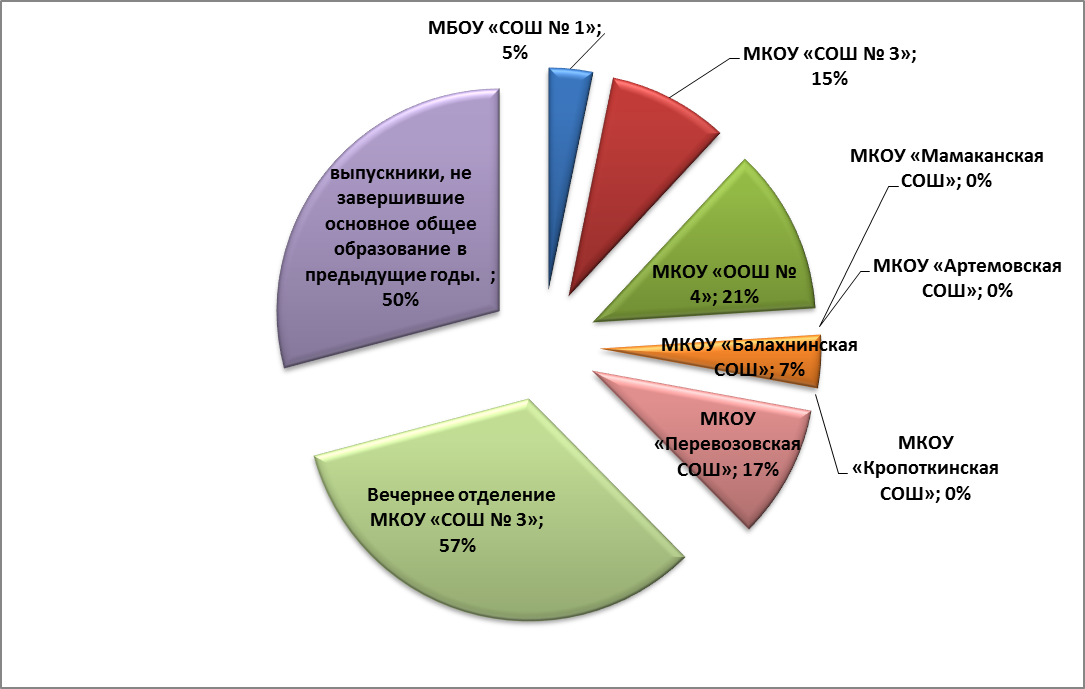 МБОУ «СОШ № 1»;
5%
МКОУ «СОШ № 3»;
15%
МКОУ «Мамаканская
СОШ»; 0%
МКОУ «Артемовская
СОШ»; 0%
МКОУ «ООШ №
4»; 21%
МКОУ «Балахнинская
СОШ»; 7%
МКОУ
«Перевозовская
СОШ»; 17%
МКОУ
«Кропоткинская
СОШ»; 0%
Вечернее отделение
МКОУ «СОШ № 3»;
57%
выпускники, не
завершившие
основное общее
образование в
предыдущие годы. ;
50%